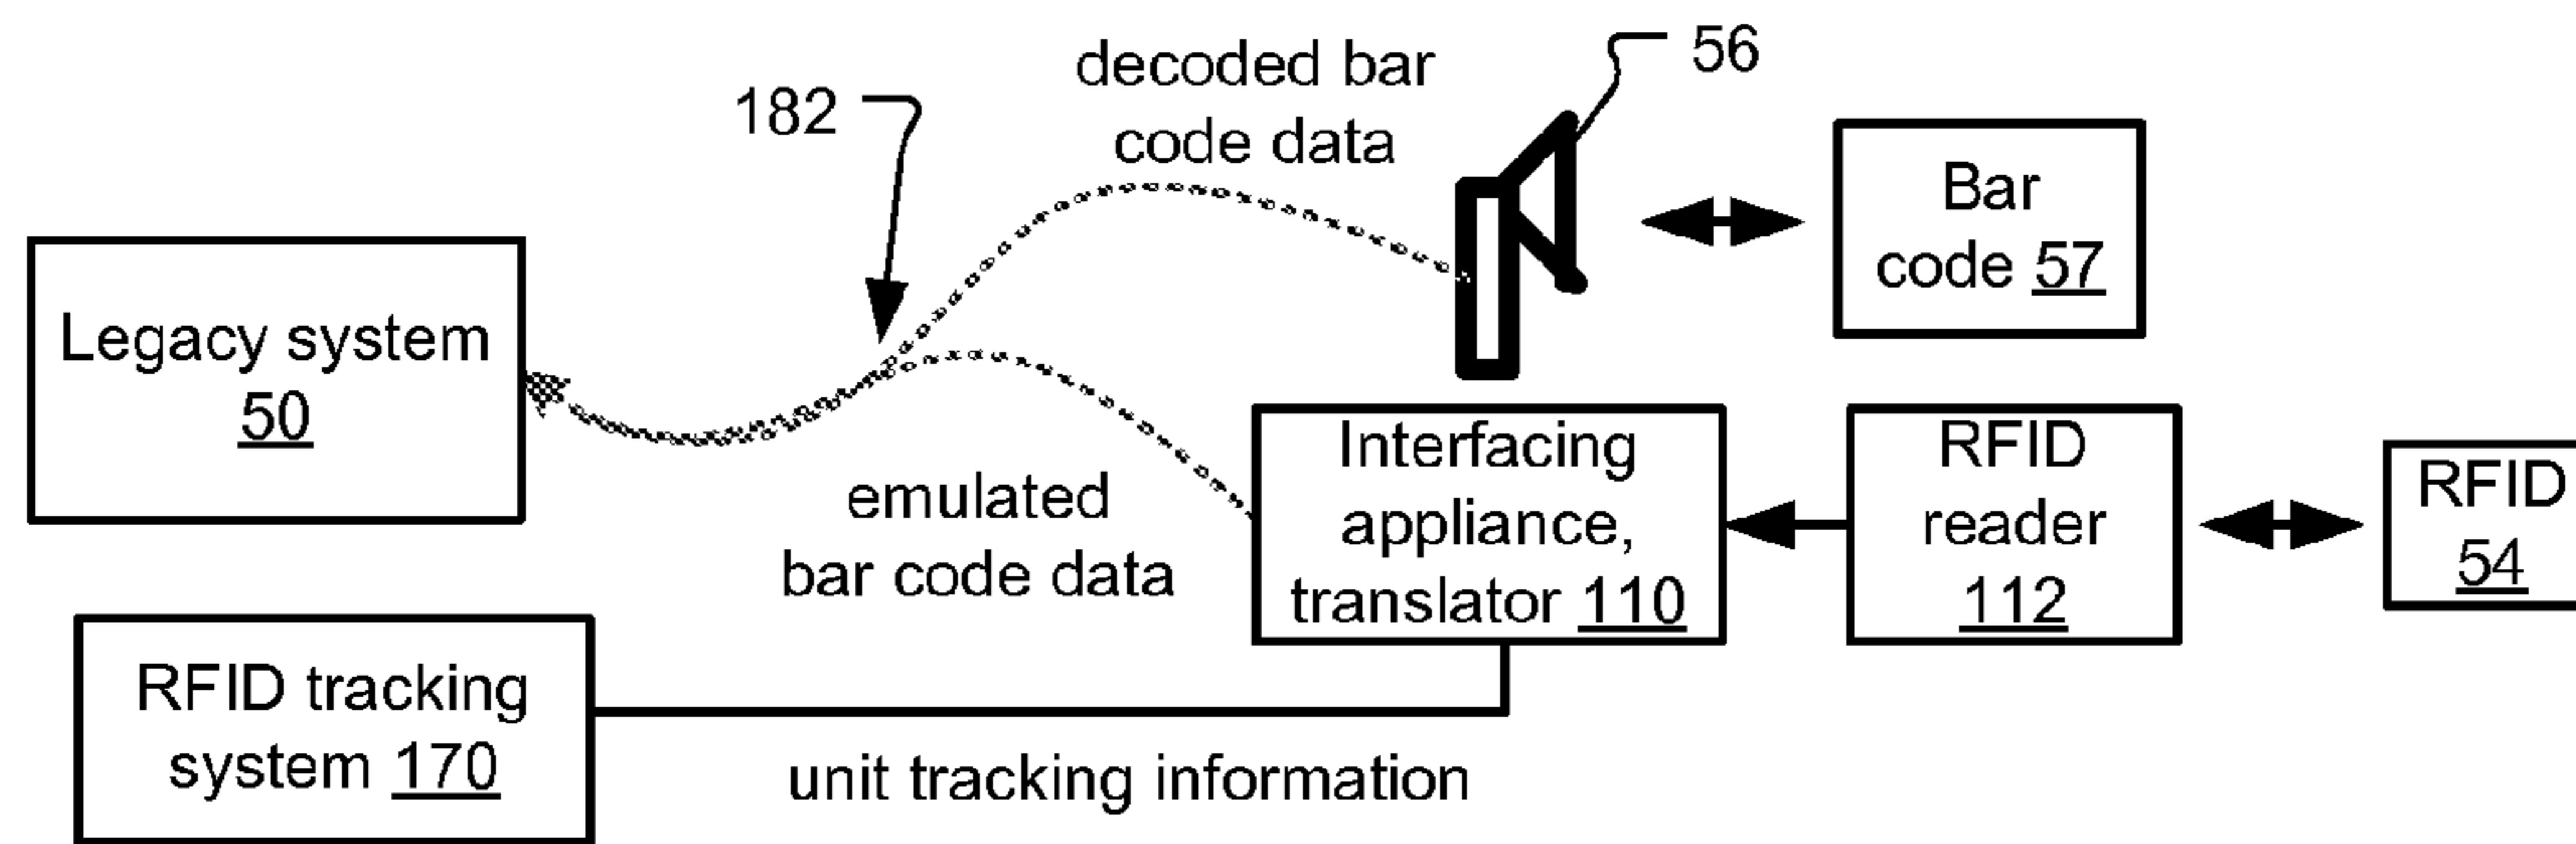 56
decoded bar
code data
182
Bar
code 57
Legacy system
50
emulated
bar code data
Interfacing
appliance,
translator 110
RFID
reader
112
RFID
54
RFID tracking
system 170
unit tracking information